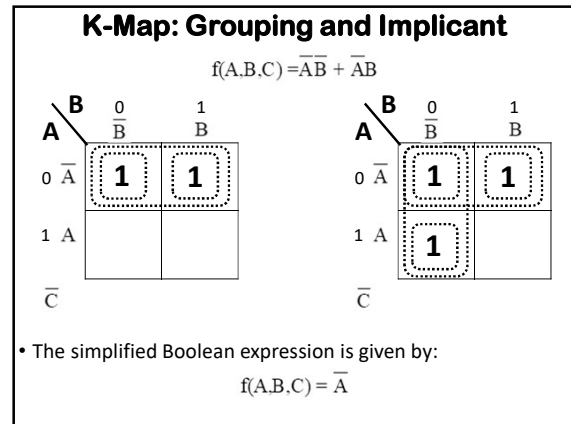 K-Map: Grouping and Implicant
f(A,B,C) =A̅B̅ + A̅B
B 0 1
A B̅ B
0 A̅ 1 1
1 A
C̅
B 0 1
A B̅ B
0 A̅ 1 1
1 A 1
C̅
• The simplified Boolean expression is given by:
f(A,B,C) = A̅